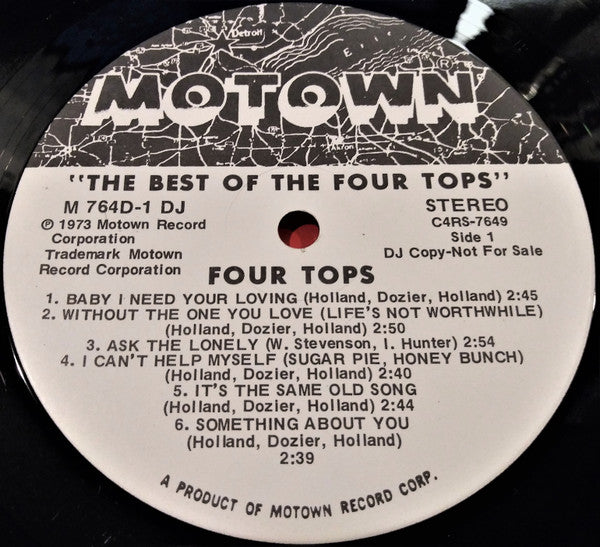 Detroit
Erie
MOTOWN®
Akron
"THE BEST OF THE FOUR TOPS"
M 764D-1 DJ
℗ 1973 Motown Record
Corporation
Trademark Motown
Record Corporation
STEREO
C4RS-7649
Side 1
DJ Copy-Not For Sale
FOUR TOPS
1. BABY I NEED YOUR LOVING (Holland, Dozier, Holland) 2:45
2. WITHOUT THE ONE YOU LOVE (LIFE'S NOT WORTHWHILE)
(Holland, Dozier, Holland) 2:50
3. ASK THE LONELY (W. Stevenson, I. Hunter) 2:54
4. I CAN'T HELP MYSELF (SUGAR PIE, HONEY BUNCH)
(Holland, Dozier, Holland) 2:40
5. IT'S THE SAME OLD SONG
(Holland, Dozier, Holland) 2:44
6. SOMETHING ABOUT YOU
(Holland, Dozier, Holland)
2:39
A PRODUCT OF MOTOWN RECORD CORP.